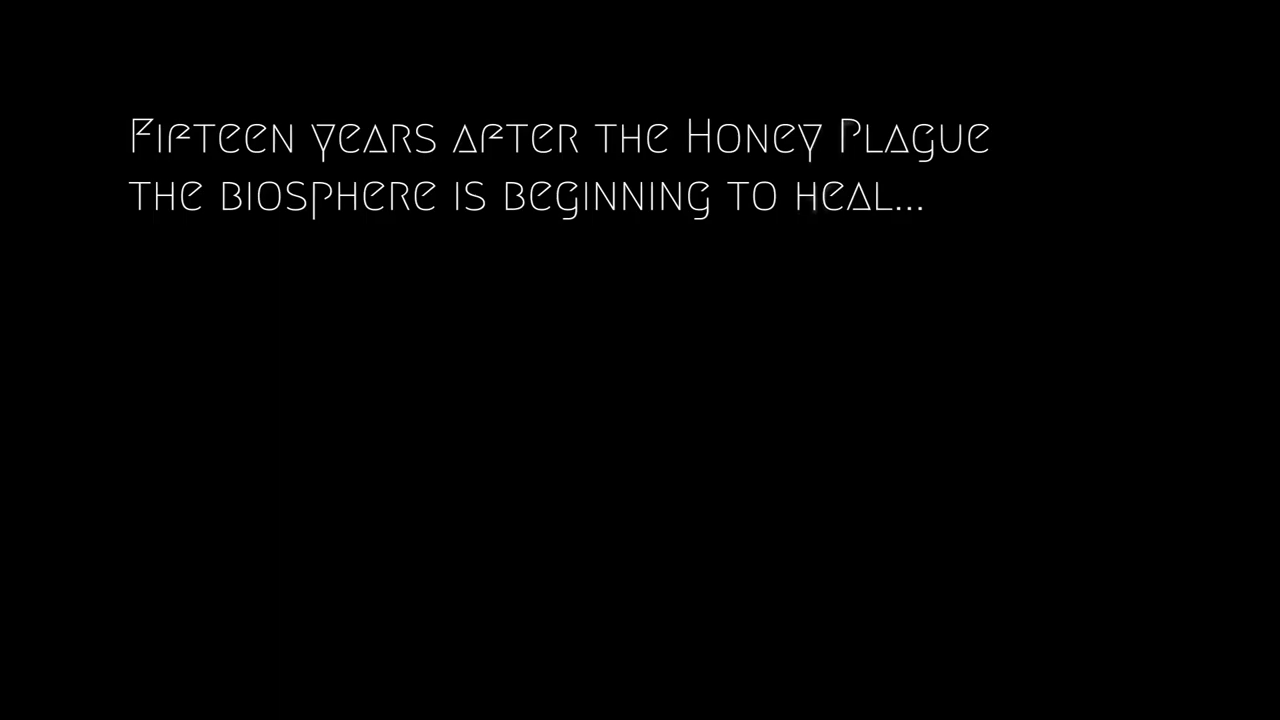 Fifteen years after the Honey Plague
the biosphere is beginning to heal...